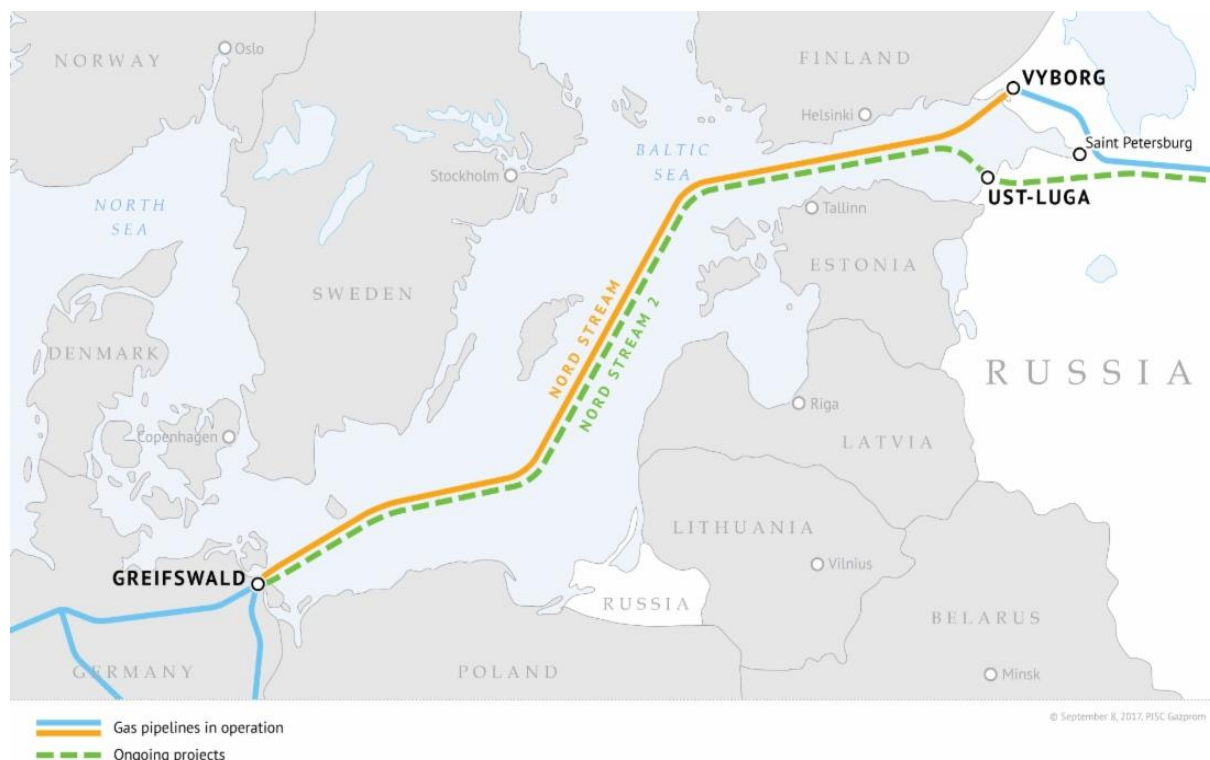 NORWAY
Oslo
FINLAND
VYBORG
Helsinki
Saint Petersburg
BALTIC
SEA
Stockholm
UST-LUGA
NORTH
SEA
Tallinn
ESTONIA
SWEDEN
NORD STREAM
NORD STREAM 2
DENMARK
RUSSIA
Riga
Copenhagen
LATVIA
LITHUANIA
GREIFSWALD
Vilnius
RUSSIA
BELARUS
GERMANY
POLAND
Minsk
Gas pipelines in operation
© September 8, 2017, PJSC Gazprom
Ongoing projects